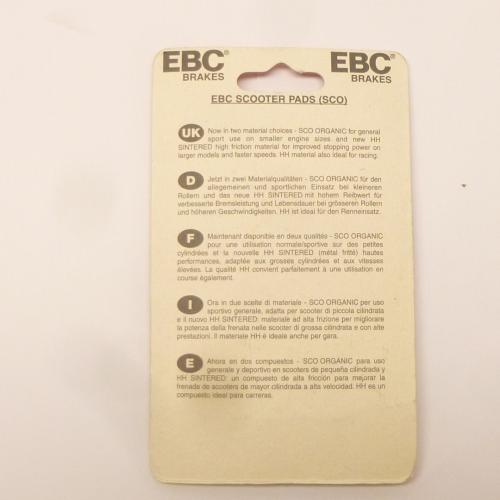 EBC® EBC®
BRAKES BRAKES
EBC SCOOTER PADS (SCO)
UK Now in two material choices - SCO ORGANIC for general
sport use on smaller engine sizes and new HH
SINTERED high friction material for improved stopping power on
larger models and faster speeds. HH material also ideal for racing.
D Jetzt in zwei Materialqualitäten - SCO ORGANIC für den
allegemeinen und sportlichen Einsatz bei kleineren
Rollern und das neue HH SINTERED mit hohem Reibwert für
verbesserte Bremsleistung und Lebensdauer bei grösseren Rollern
und höheren Geschwindigkeiten. HH ist ideal für den Renneinsatz.
F Maintenant disponible en deux qualités - SCO ORGANIC
pour une utilisation normale/sportive sur des petites
cylindrées et la nouvelle HH SINTERED (métal fritté) hautes
performances, adaptée aux grosses cylindrées et aux vitesses
élevées. La qualité HH convient parfaitement à une utilisation en
course également.
I Ora in due scelte di materiale - SCO ORGANIC per uso
sportivo generale, adatta per scooter di piccola cilindrata
e il nuovo HH SINTERED: materiale ad alta frizione per migliorare
la potenza della frenata nelle scooter di grossa cilindrata e con alte
prestazioni. Il materiale HH è ideale anche per gara.
E Ahora en dos compuestos - SCO ORGANIC para uso
generale y deportivo en scooters de pequeña cilindrada y
HH SINTERED: un compuesto de alta fricción para mejorar la
frenada de scooters de mayor cilindrada a alta velocidad. HH es un
compuesto ideal para carreras.